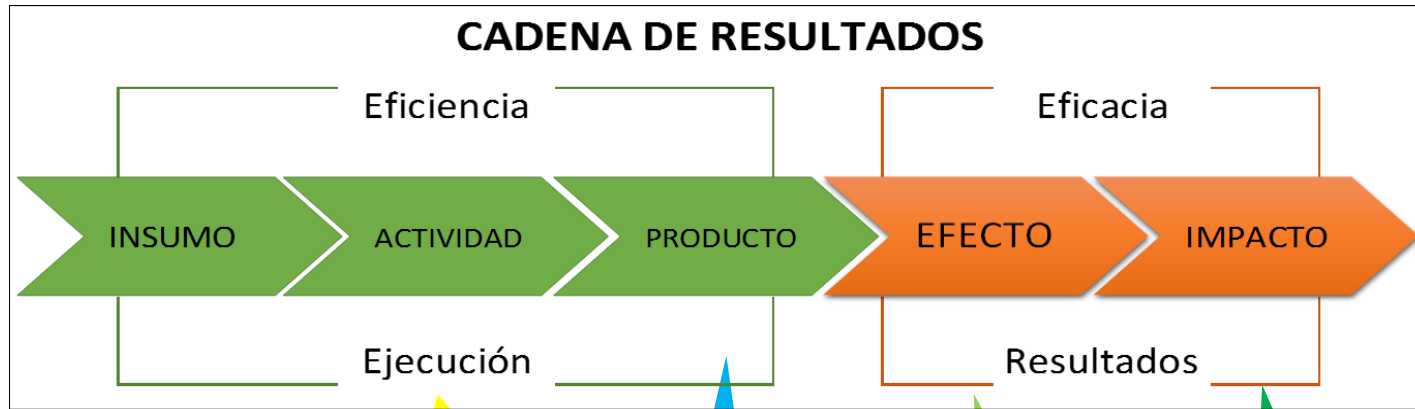 CADENA DE RESULTADOS
Eficiencia
Eficacia
INSUMO
ACTIVIDAD
PRODUCTO
EFECTO
IMPACTO
Ejecución
Resultados